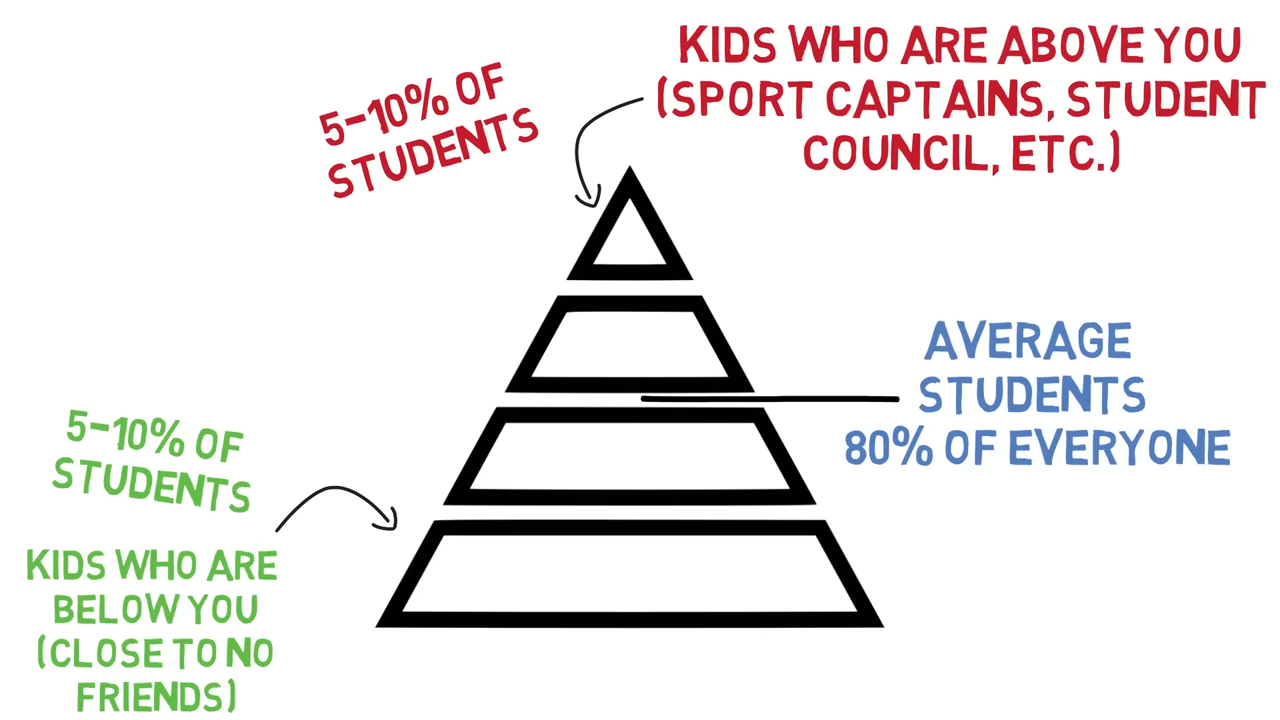 KIDS WHO ARE ABOVE YOU
(SPORT CAPTAINS, STUDENT
COUNCIL, ETC.)
5-10% OF
STUDENTS
AVERAGE
STUDENTS
80% OF EVERYONE
5-10% OF
STUDENTS
KIDS WHO ARE
BELOW YOU
(CLOSE TO NO
FRIENDS)